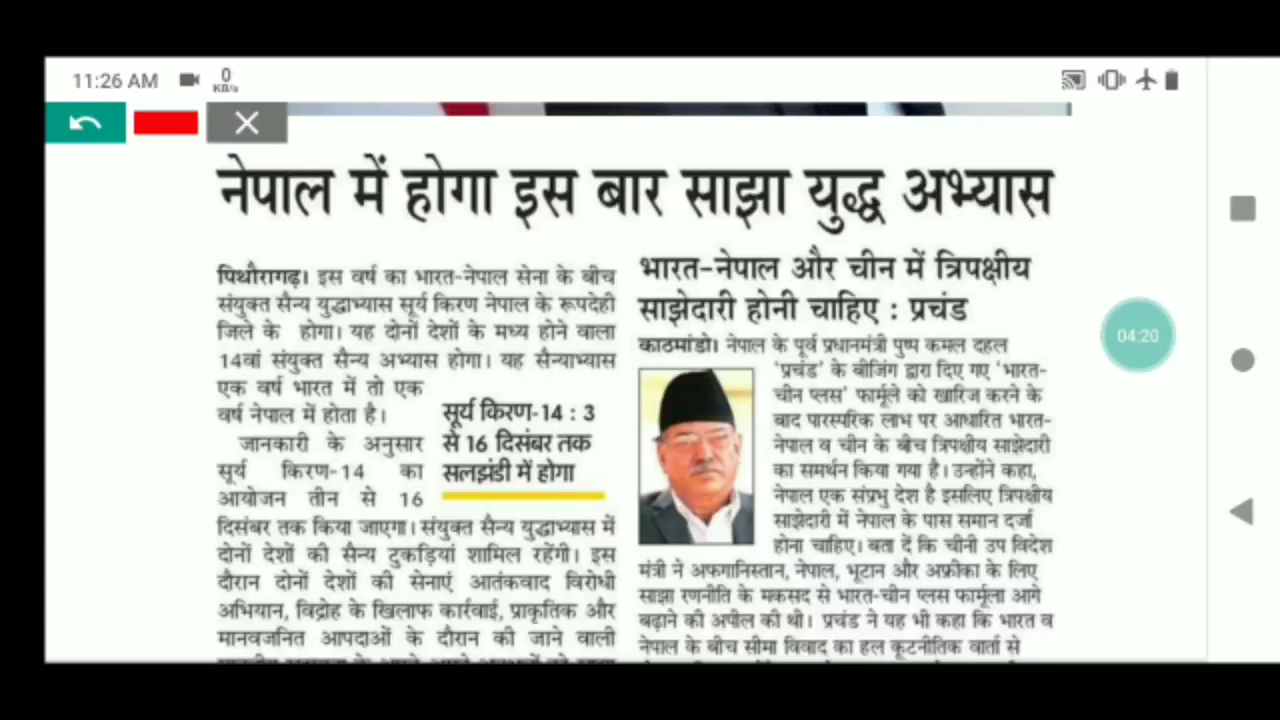 11:26 AM
0
KB/s
नेपाल में होगा इस बार साझा युद्ध अभ्यास
पिथौरागढ़। इस वर्ष का भारत-नेपाल सेना के बीच
संयुक्त सैन्य युद्धाभ्यास सूर्य किरण नेपाल के रूपदेही
जिले के होगा। यह दोनों देशों के मध्य होने वाला
14वां संयुक्त सैन्य अभ्यास होगा। यह सैन्याभ्यास
एक वर्ष भारत में तो एक
वर्ष नेपाल में होता है।
जानकारी के अनुसार
सूर्य किरण-14 का
आयोजन तीन से 16
दिसंबर तक किया जाएगा। संयुक्त सैन्य युद्धाभ्यास में
दोनों देशों की सैन्य टुकड़ियां शामिल रहेंगी। इस
दौरान दोनों देशों की सेनाएं आतंकवाद विरोधी
अभियान, विद्रोह के खिलाफ कार्रवाई, प्राकृतिक और
मानवजनित आपदाओं के दौरान की जाने वाली
सूर्य किरण-14 : 3
से 16 दिसंबर तक
सलझंडी में होगा
भारत-नेपाल और चीन में त्रिपक्षीय
साझेदारी होनी चाहिए : प्रचंड
काठमांडो। नेपाल के पूर्व प्रधानमंत्री पुष्प कमल दहल
'प्रचंड' के बीजिंग द्वारा दिए गए 'भारत-
चीन प्लस' फार्मूले को खारिज करने के
बाद पारस्परिक लाभ पर आधारित भारत-
नेपाल व चीन के बीच त्रिपक्षीय साझेदारी
का समर्थन किया गया है। उन्होंने कहा,
नेपाल एक संप्रभु देश है इसलिए त्रिपक्षीय
साझेदारी में नेपाल के पास समान दर्जा
होना चाहिए। बता दें कि चीनी उप विदेश
मंत्री ने अफगानिस्तान, नेपाल, भूटान और अफ्रीका के लिए
साझा रणनीति के मकसद से भारत-चीन प्लस फार्मूला आगे
बढ़ाने की अपील की थी। प्रचंड ने यह भी कहा कि भारत व
नेपाल के बीच सीमा विवाद का हल कूटनीतिक वार्ता से
04:20